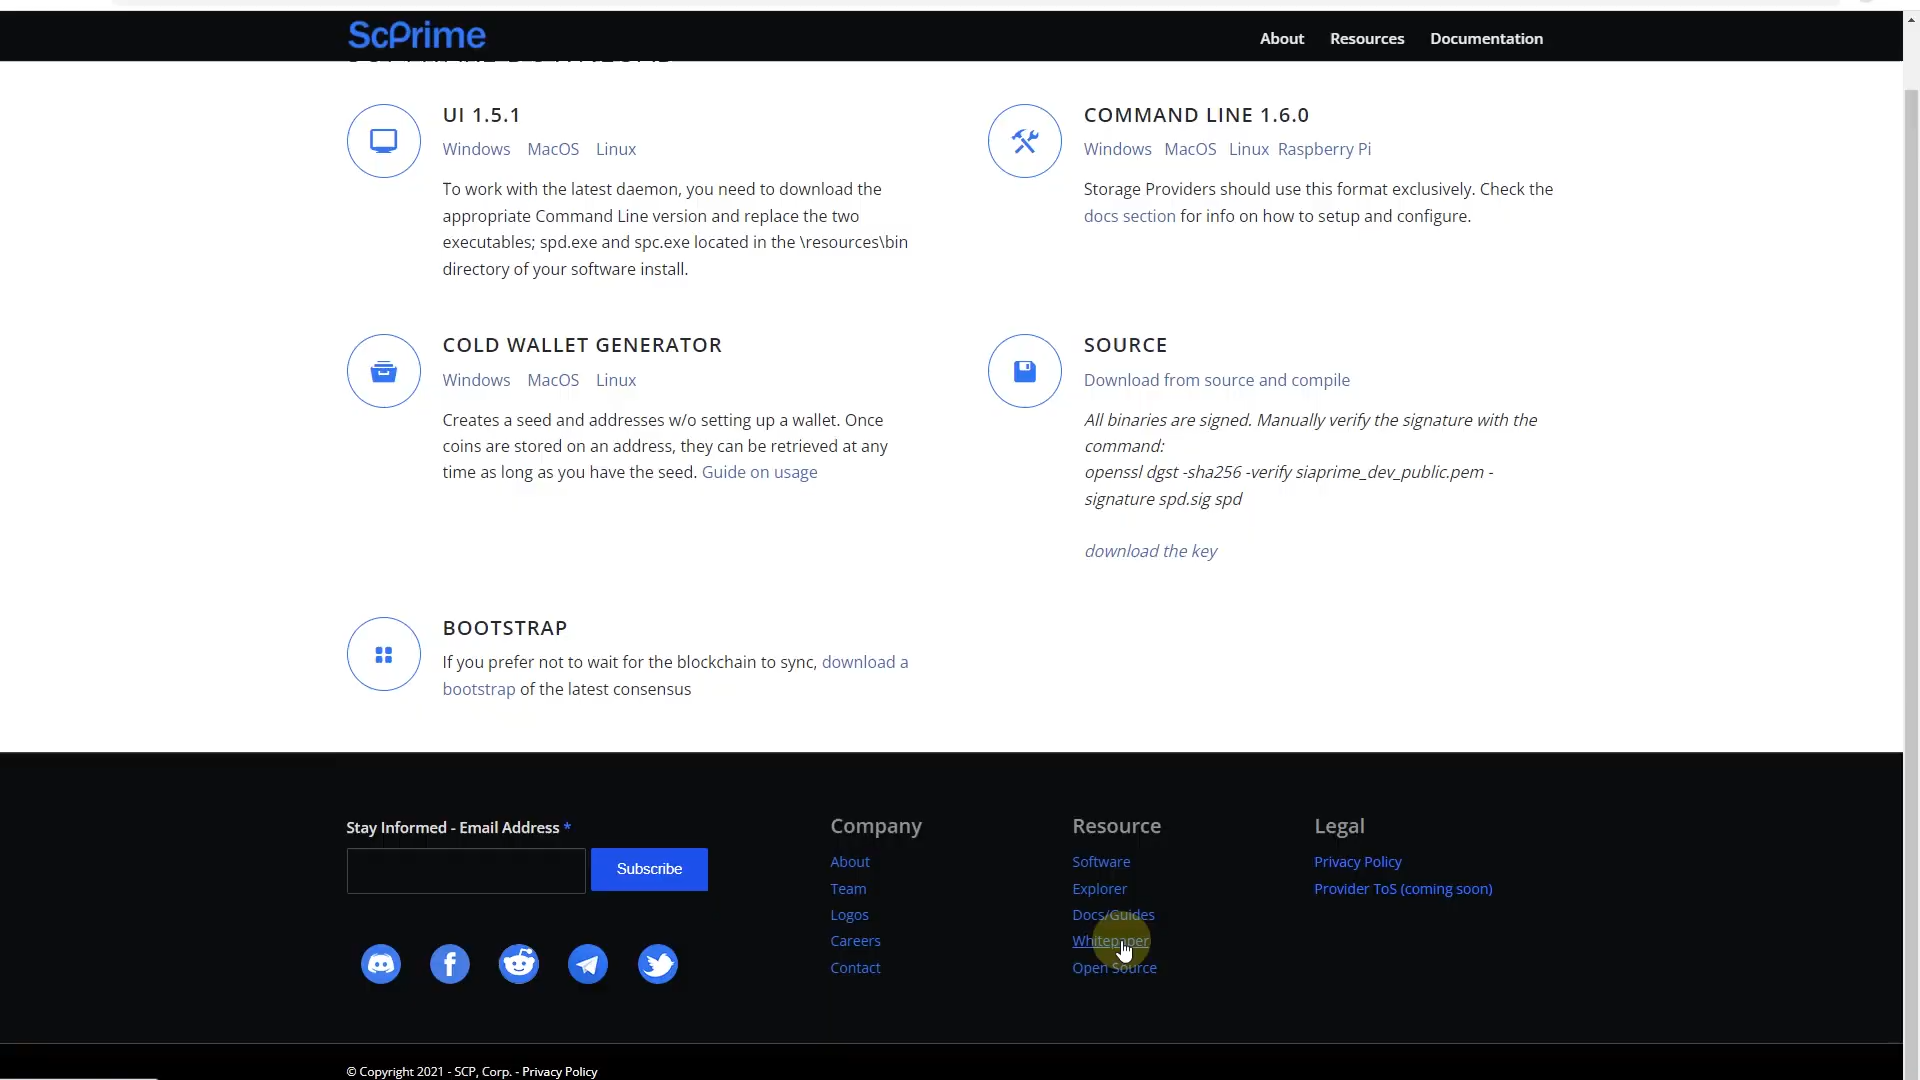 ScPrime
About Resources Documentation
UI 1.5.1
Windows MacOS Linux
To work with the latest daemon, you need to download the
appropriate Command Line version and replace the two
executables; spd.exe and spc.exe located in the \resources\bin
directory of your software install.
COMMAND LINE 1.6.0
Windows MacOS Linux Raspberry Pi
Storage Providers should use this format exclusively. Check the
docs section for info on how to setup and configure.
COLD WALLET GENERATOR
Windows MacOS Linux
Creates a seed and addresses w/o setting up a wallet. Once
coins are stored on an address, they can be retrieved at any
time as long as you have the seed. Guide on usage
SOURCE
Download from source and compile
All binaries are signed. Manually verify the signature with the
command:
openssl dgst -sha256 -verify siaprime_dev_public.pem -
signature spd.sig spd
download the key
BOOTSTRAP
If you prefer not to wait for the blockchain to sync, download a
bootstrap of the latest consensus
Stay Informed - Email Address *
Subscribe
Company
About
Team
Logos
Careers
Contact
Resource
Software
Explorer
Docs/Guides
Whitepaper
Open Source
Legal
Privacy Policy
Provider ToS (coming soon)
© Copyright 2021 - SCP, Corp. - Privacy Policy